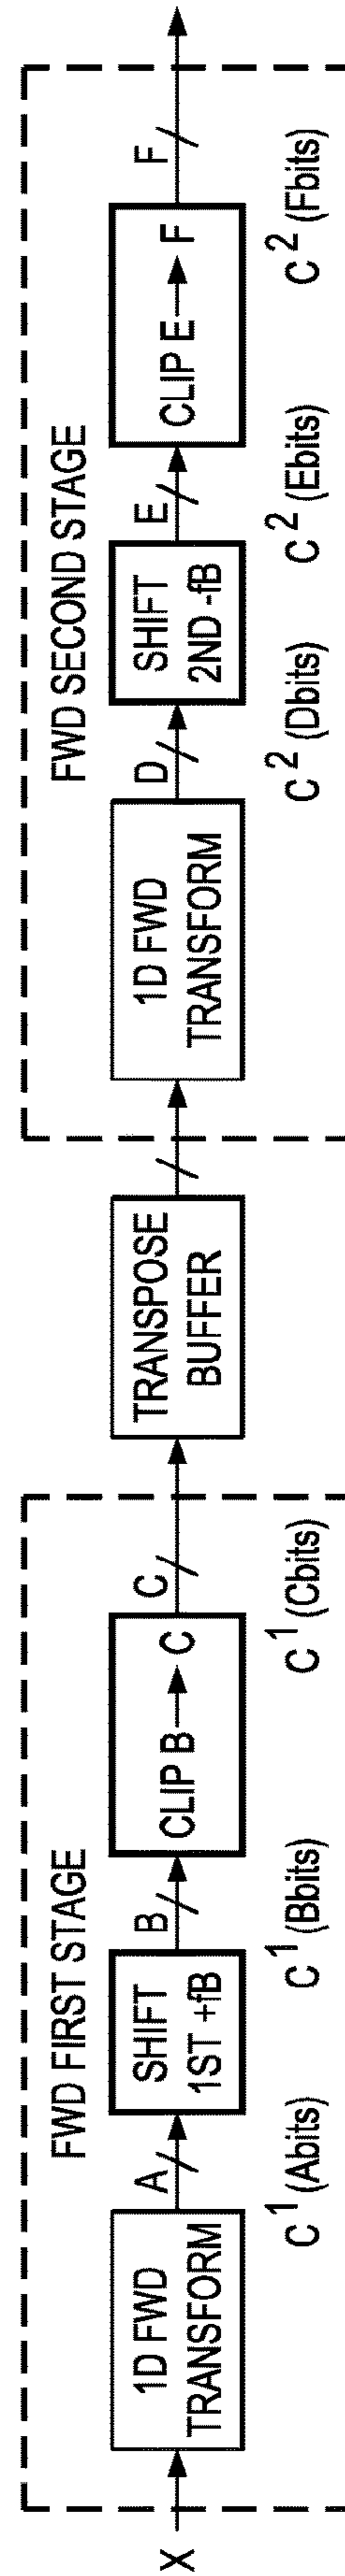 FWD FIRST STAGE
X
1D FWD
TRANSFORM
A
SHIFT
1ST +fB
B
CLIP B C
C
C1 (Abits)
C1 (Bbits)
C1 (Cbits)
TRANSPOSE
BUFFER
FWD SECOND STAGE
1D FWD
TRANSFORM
D
SHIFT
2ND -fB
E
CLIP E F
F
C2 (Dbits)
C2 (Ebits)
C2 (Fbits)